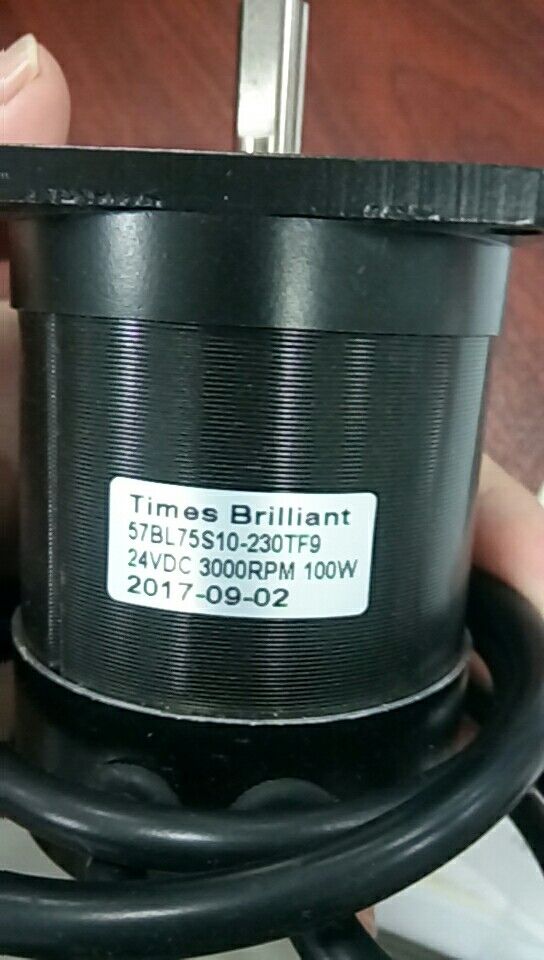 Times Brilliant
57BL75S10-230TF9
24VDC 3000RPM 100W
2017-09-02